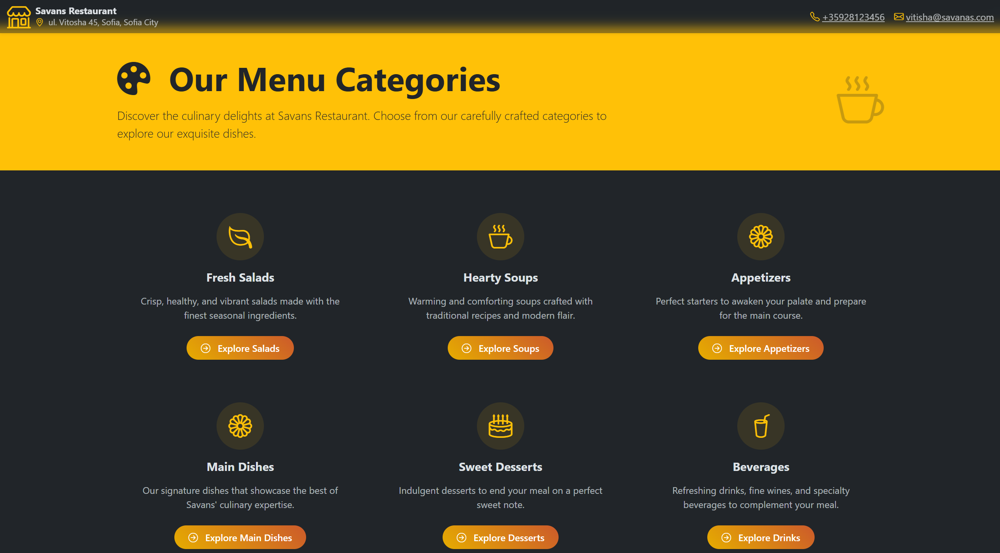 Savans Restaurant
ul. Vitosha 45, Sofia, Sofia City
+35928123456
vitisha@savanas.com
Our Menu Categories
Discover the culinary delights at Savans Restaurant. Choose from our carefully crafted categories to
explore our exquisite dishes.
Fresh Salads
Crisp, healthy, and vibrant salads made with the
finest seasonal ingredients.
Explore Salads
Hearty Soups
Warming and comforting soups crafted with
traditional recipes and modern flair.
Explore Soups
Appetizers
Perfect starters to awaken your palate and prepare
for the main course.
Explore Appetizers
Main Dishes
Our signature dishes that showcase the best of
Savans' culinary expertise.
Explore Main Dishes
Sweet Desserts
Indulgent desserts to end your meal on a perfect
sweet note.
Explore Desserts
Beverages
Refreshing drinks, fine wines, and specialty
beverages to complement your meal.
Explore Drinks